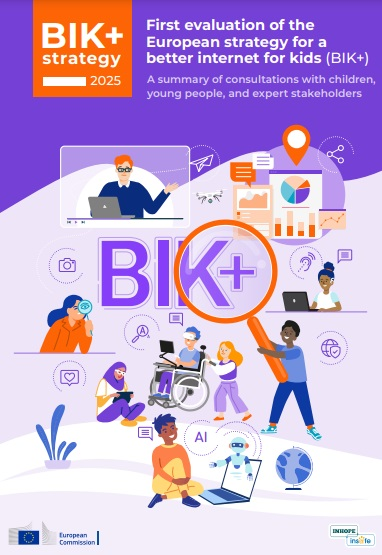 BIK+
strategy
2025
First evaluation of the
European strategy for a
better internet for kids (BIK+)
A summary of consultations with children,
young people, and expert stakeholders
BIK+
A
AI
European
Commission
INHOPE
insafe